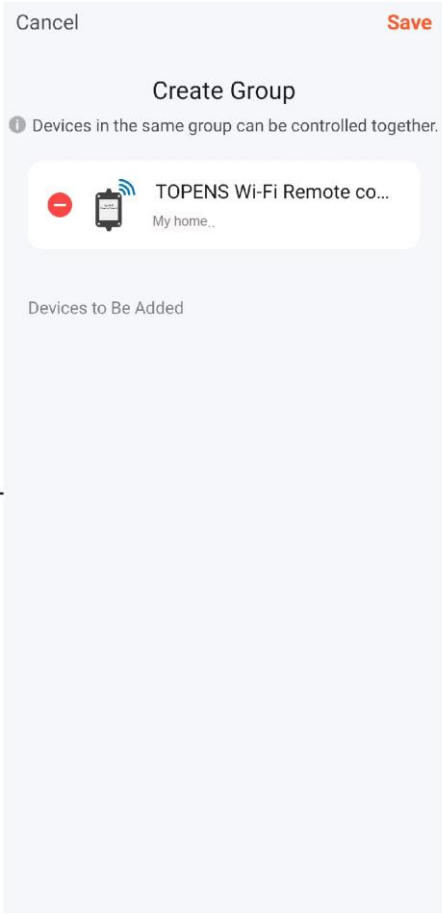 Cancel
Save
Create Group
Devices in the same group can be controlled together.
TOPENS Wi-Fi Remote co...
My home..
Devices to Be Added